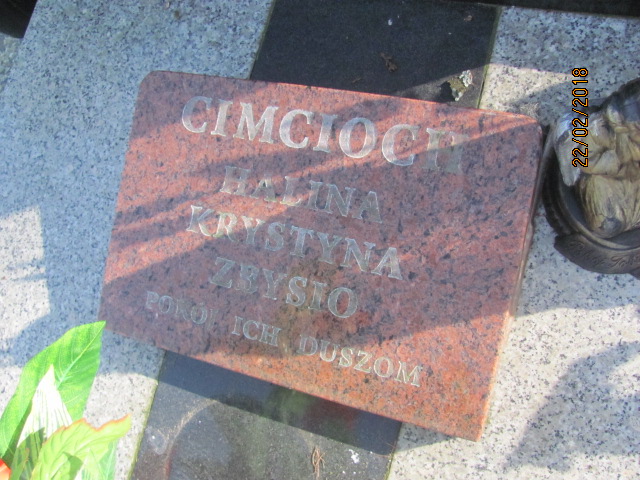 CIMCIOCH
HALINA
KRYSTYNA
ZBYSIO
POKÓJ ICH DUSZOM
22/02/2018